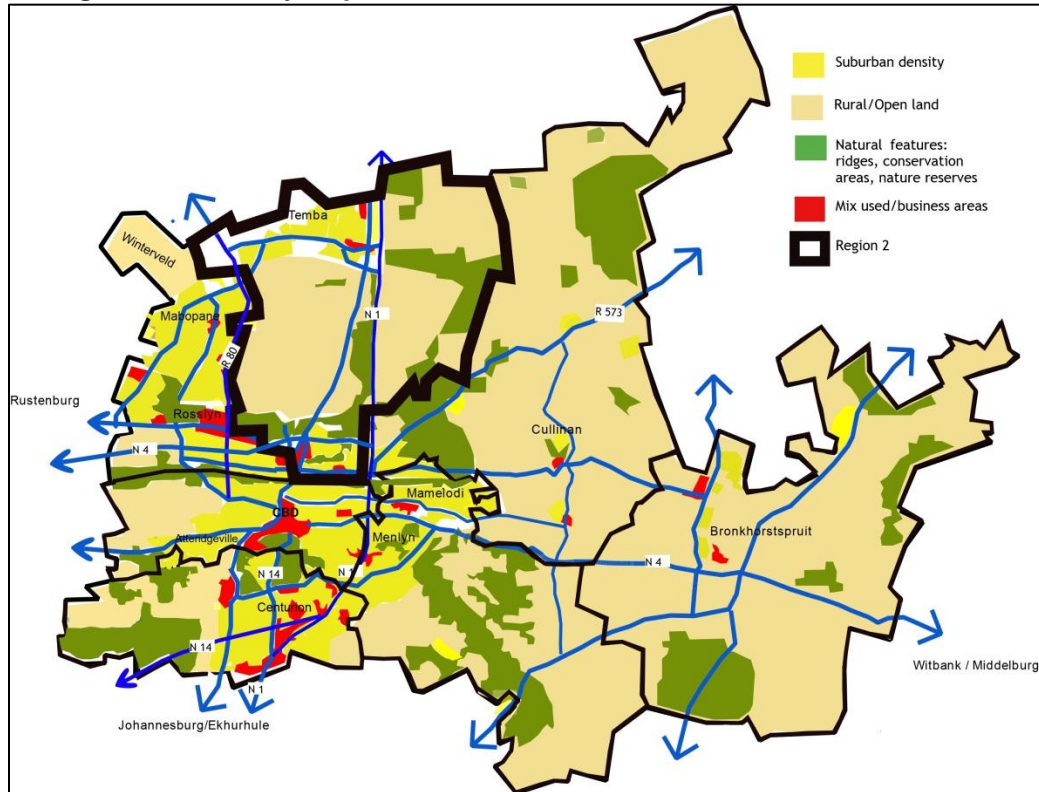 Suburban density
Rural/Open land
Natural features:
ridges, conservation
areas, nature reserves
Mix used/business areas
Region 2
Temba
Winterveld
Mabopane
N 1
R 80
R 573
Rustenburg
Rosslyn
N 4
Cullinan
Mamelodi
CBD
Atteridgeville
Menlyn
Bronkhorstspruit
N 4
N 14
N 1
Centurion
N 14
N 1
Witbank / Middelburg
Johannesburg/Ekhurhule